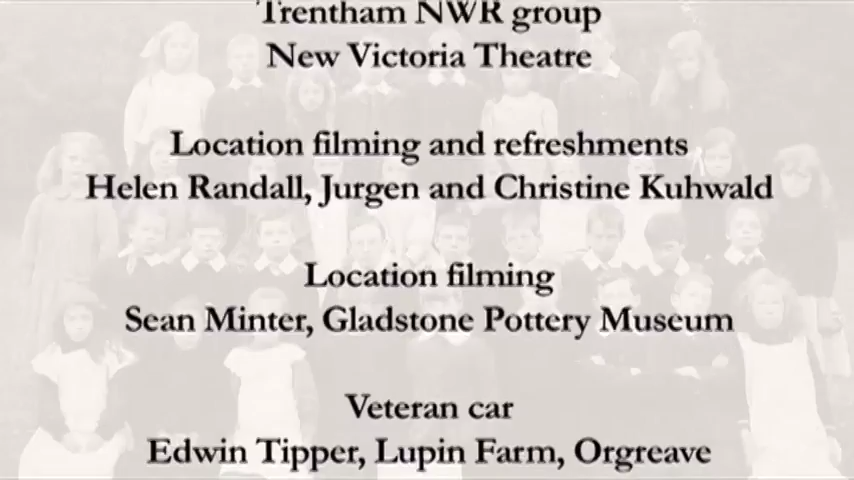 Trentham NWR group
New Victoria Theatre
Location filming and refreshments
Helen Randall, Jurgen and Christine Kuhwald
Location filming
Sean Minter, Gladstone Pottery Museum
Veteran car
Edwin Tipper, Lupin Farm, Orgreave